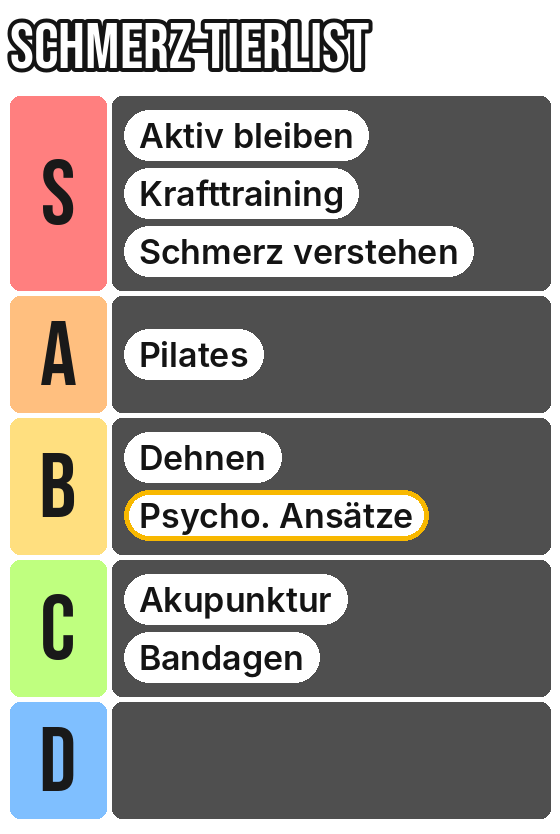 SCHMERZ-TIERLIST
S
Aktiv bleiben
Krafttraining
Schmerz verstehen
A
Pilates
B
Dehnen
Psycho. Ansätze
C
Akupunktur
Bandagen
D